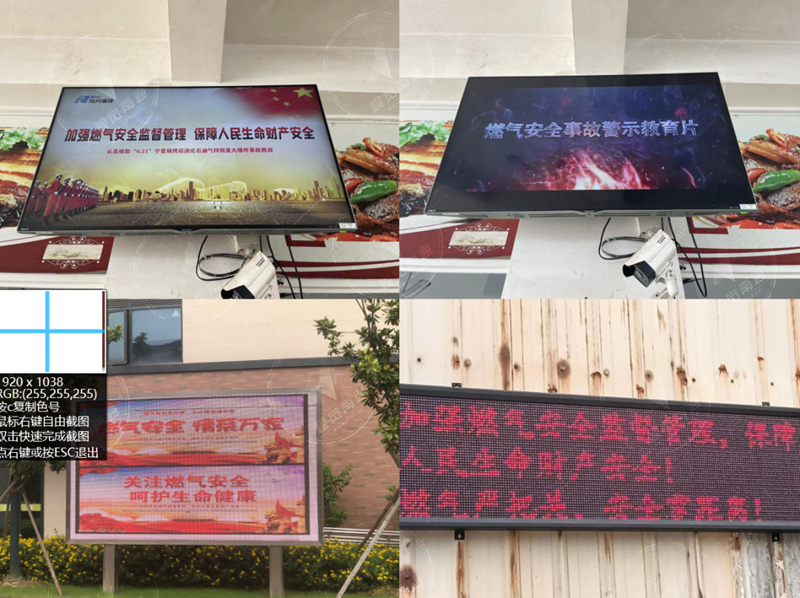 加强燃气安全监督管理 保障人民生命财产安全
燃气安全事故警示教育片
920 x 1038
RGB:(255,255,255)
按c复制色号
鼠标右键自由截图
双击快速完成截图
点右键或按ESC退出
燃气安全 情系万家
关注燃气安全
呵护生命健康
加强燃气安全监督管理，保障
人民生命财产安全！
燃气严把关，安全零距离！